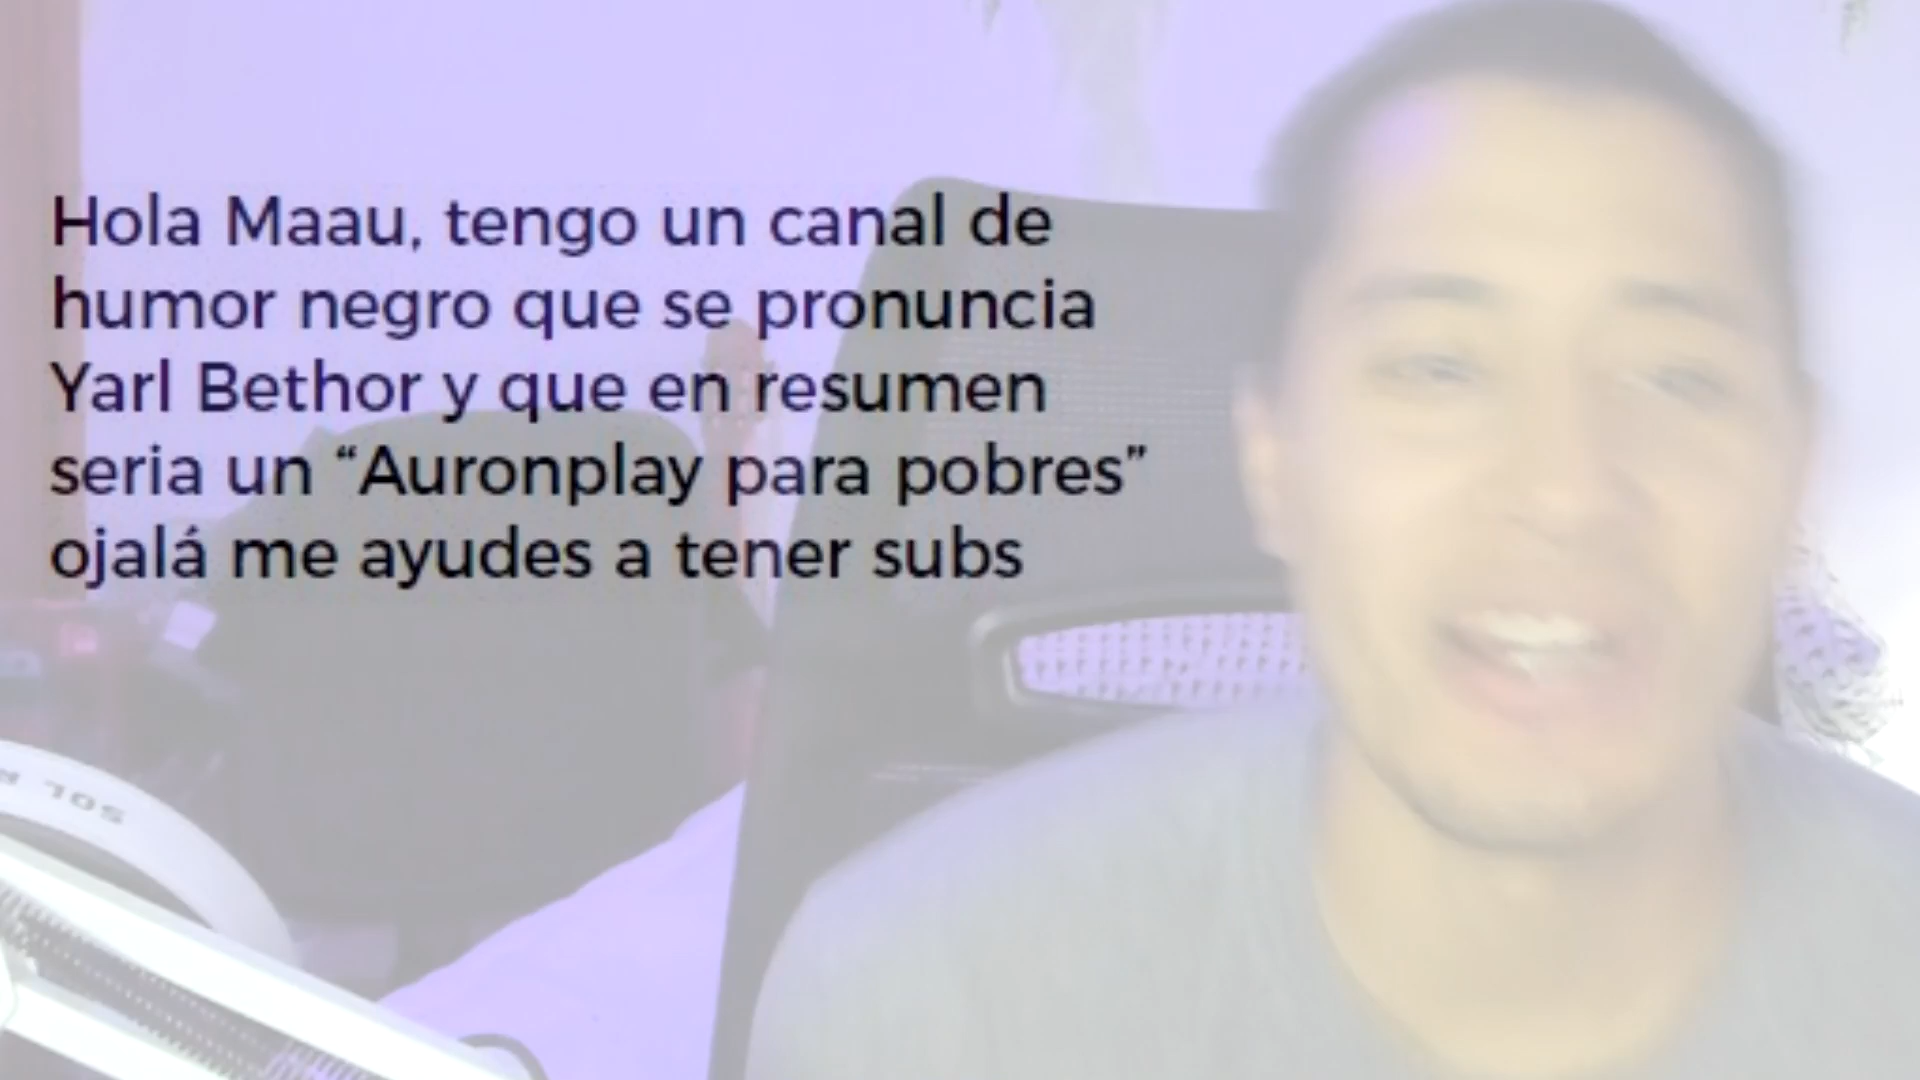 Hola Maau, tengo un canal de
humor negro que se pronuncia
Yarl Bethor y que en resumen
seria un “Auronplay para pobres”
ojalá me ayudes a tener subs